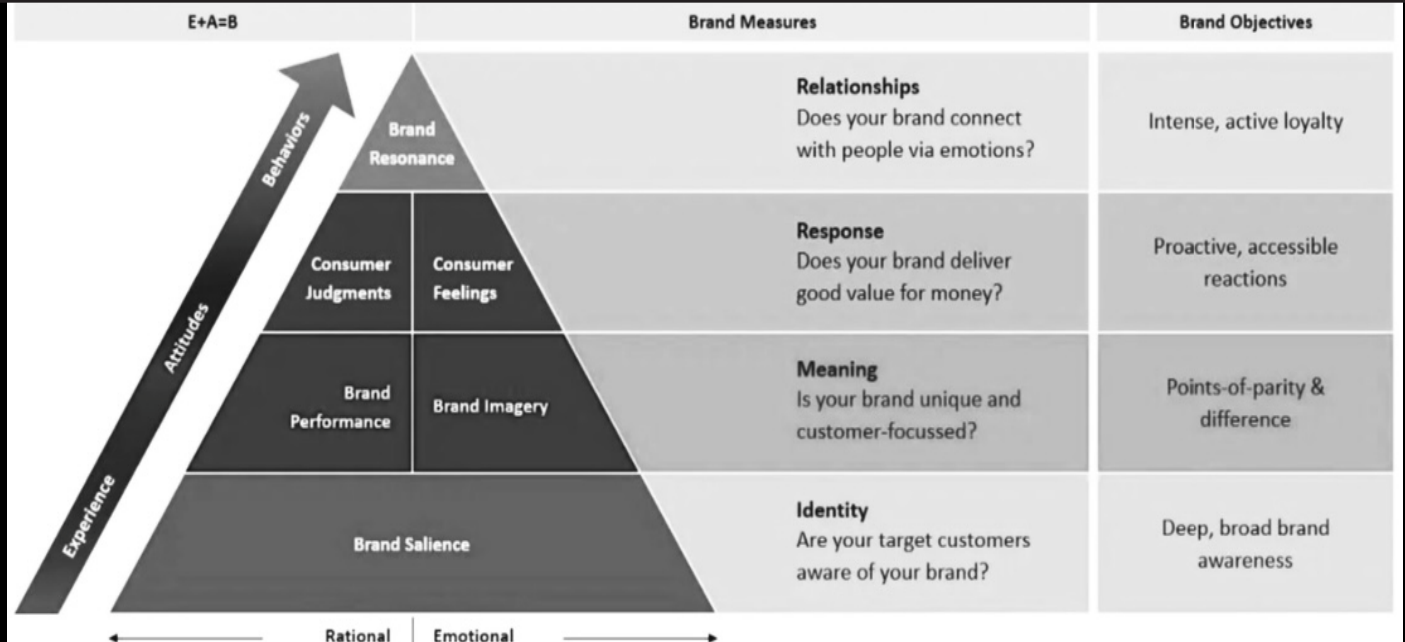 E+A=B
Brand Measures
Brand Objectives
Behaviors
Attitudes
Experience
Brand
Resonance
Relationships
Does your brand connect
with people via emotions?
Intense, active loyalty
Consumer
Judgments
Consumer
Feelings
Response
Does your brand deliver
good value for money?
Proactive, accessible
reactions
Brand
Performance
Brand Imagery
Meaning
Is your brand unique and
customer-focussed?
Points-of-parity &
difference
Brand Salience
Identity
Are your target customers
aware of your brand?
Deep, broad brand
awareness
Rational
Emotional